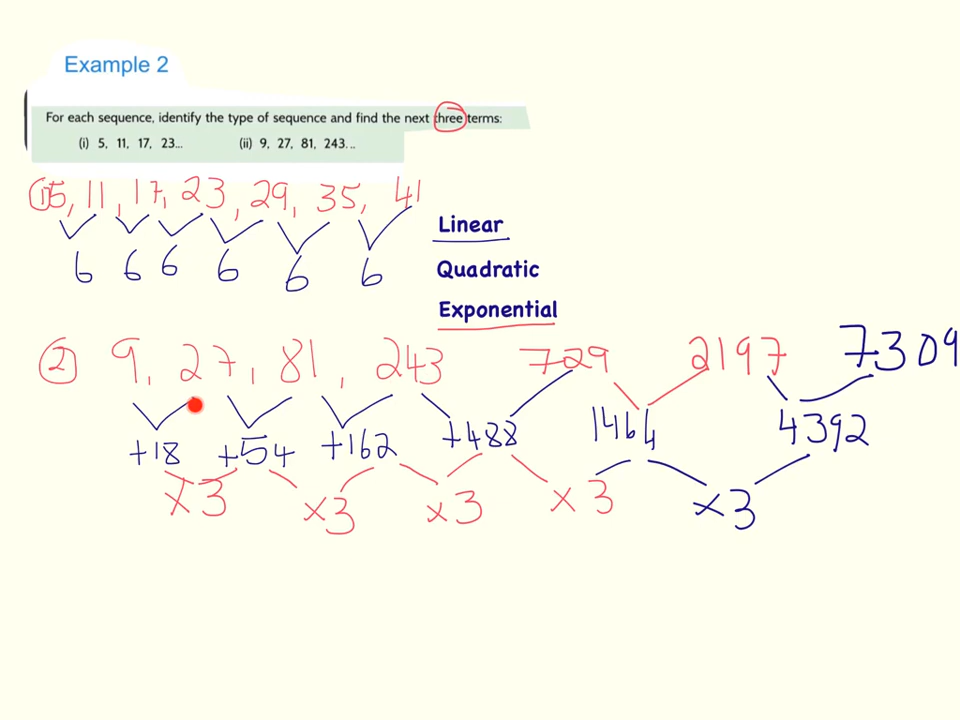 Example 2
For each sequence, identify the type of sequence and find the next three terms:
(i) 5, 11, 17, 23... (ii) 9, 27, 81, 243...
① 5, 11, 17, 23, 29, 35, 41
6 6 6 6 6 6
Linear
Quadratic
Exponential
② 9, 27, 81, 243 729 2197 7309
+18 +54 +162 +488 1464 4392
×3 ×3 ×3 ×3 ×3